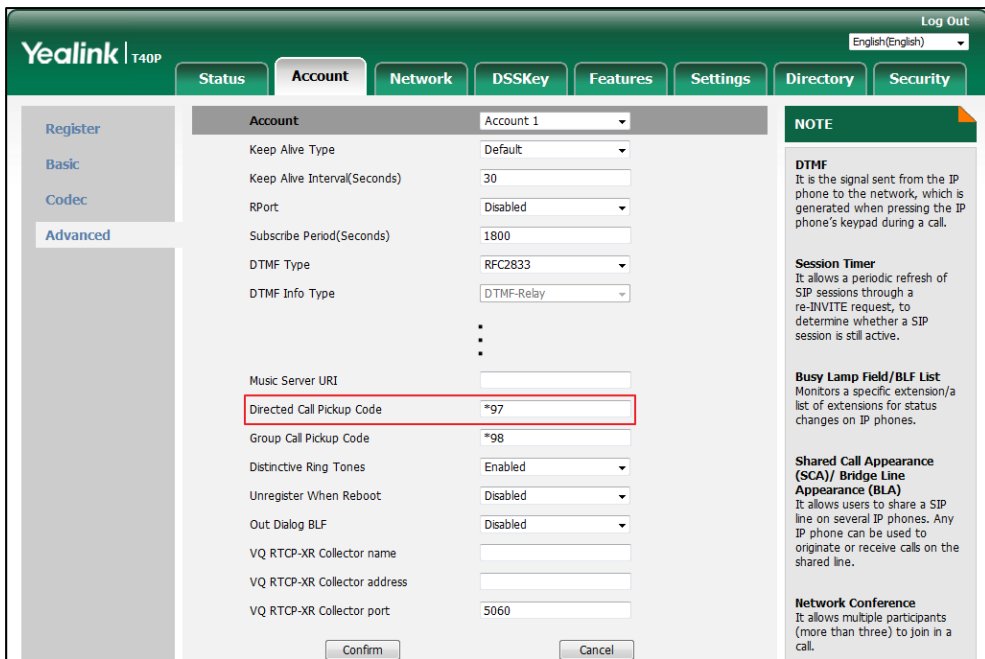 Log Out
Yealink | T40P
English(English)
Status Account Network DSSKey Features Settings Directory Security
Register
Basic
Codec
Advanced
Account Account 1
Keep Alive Type Default
Keep Alive Interval(Seconds) 30
RPort Disabled
Subscribe Period(Seconds) 1800
DTMF Type RFC2833
DTMF Info Type DTMF-Relay
Music Server URI
Directed Call Pickup Code *97
Group Call Pickup Code *98
Distinctive Ring Tones Enabled
Unregister When Reboot Disabled
Out Dialog BLF Disabled
VQ RTCP-XR Collector name
VQ RTCP-XR Collector address
VQ RTCP-XR Collector port 5060
Confirm Cancel
NOTE
DTMF
It is the signal sent from the IP
phone to the network, which is
generated when pressing the IP
phone's keypad during a call.
Session Timer
It allows a periodic refresh of
SIP sessions through a
re-INVITE request, to
determine whether a SIP
session is still active.
Busy Lamp Field/BLF List
Monitors a specific extension/a
list of extensions for status
changes on IP phones.
Shared Call Appearance
(SCA)/ Bridge Line
Appearance (BLA)
It allows users to share a SIP
line on several IP phones. Any
IP phone can be used to
originate or receive calls on the
shared line.
Network Conference
It allows multiple participants
(more than three) to join in a
call.